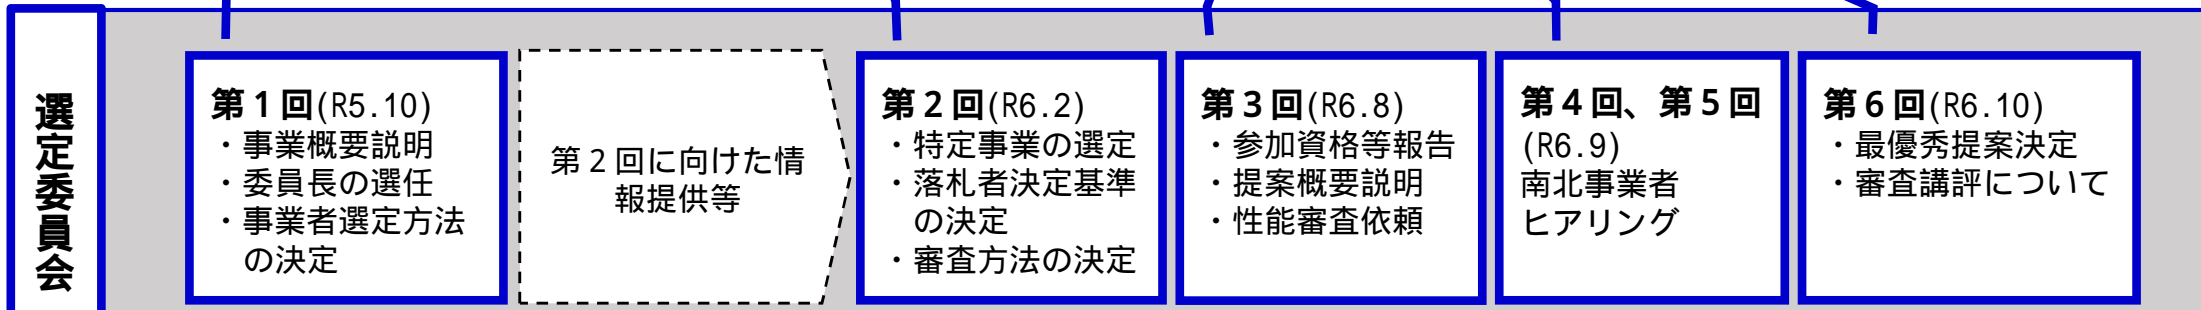 選定委員会
第1回(R5.10)
・事業概要説明
・委員長の選任
・事業者選定方法
の決定
第2回に向けた情
報提供等
第2回(R6.2)
・特定事業の選定
・落札者決定基準
の決定
・審査方法の決定
第3回(R6.8)
・参加資格等報告
・提案概要説明
・性能審査依頼
第4回、第5回
(R6.9)
南北事業者
ヒアリング
第6回(R6.10)
・最優秀提案決定
・審査講評について